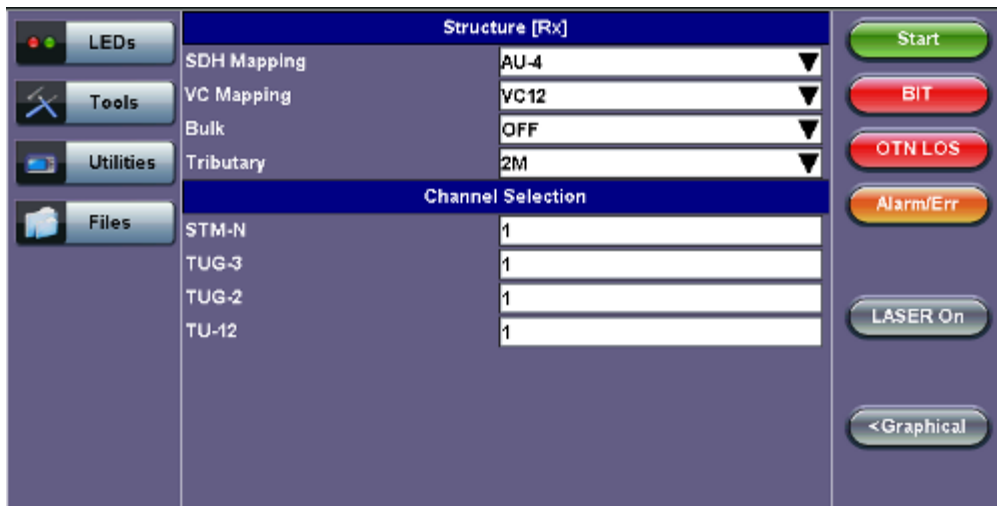 LEDs
Tools
Utilities
Files
Structure [Rx]
SDH Mapping AU-4
VC Mapping VC12
Bulk OFF
Tributary 2M
Channel Selection
STM-N 1
TUG-3 1
TUG-2 1
TU-12 1
Start
BIT
OTN LOS
Alarm/Err
LASER On
<Graphical